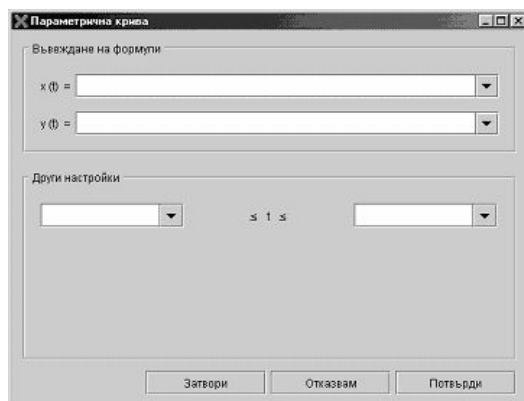 Параметрична крива
Въвеждане на формули
x (t) =
y (t) =
Други настройки
≤ t ≤
Затвори Отказвам Потвърди